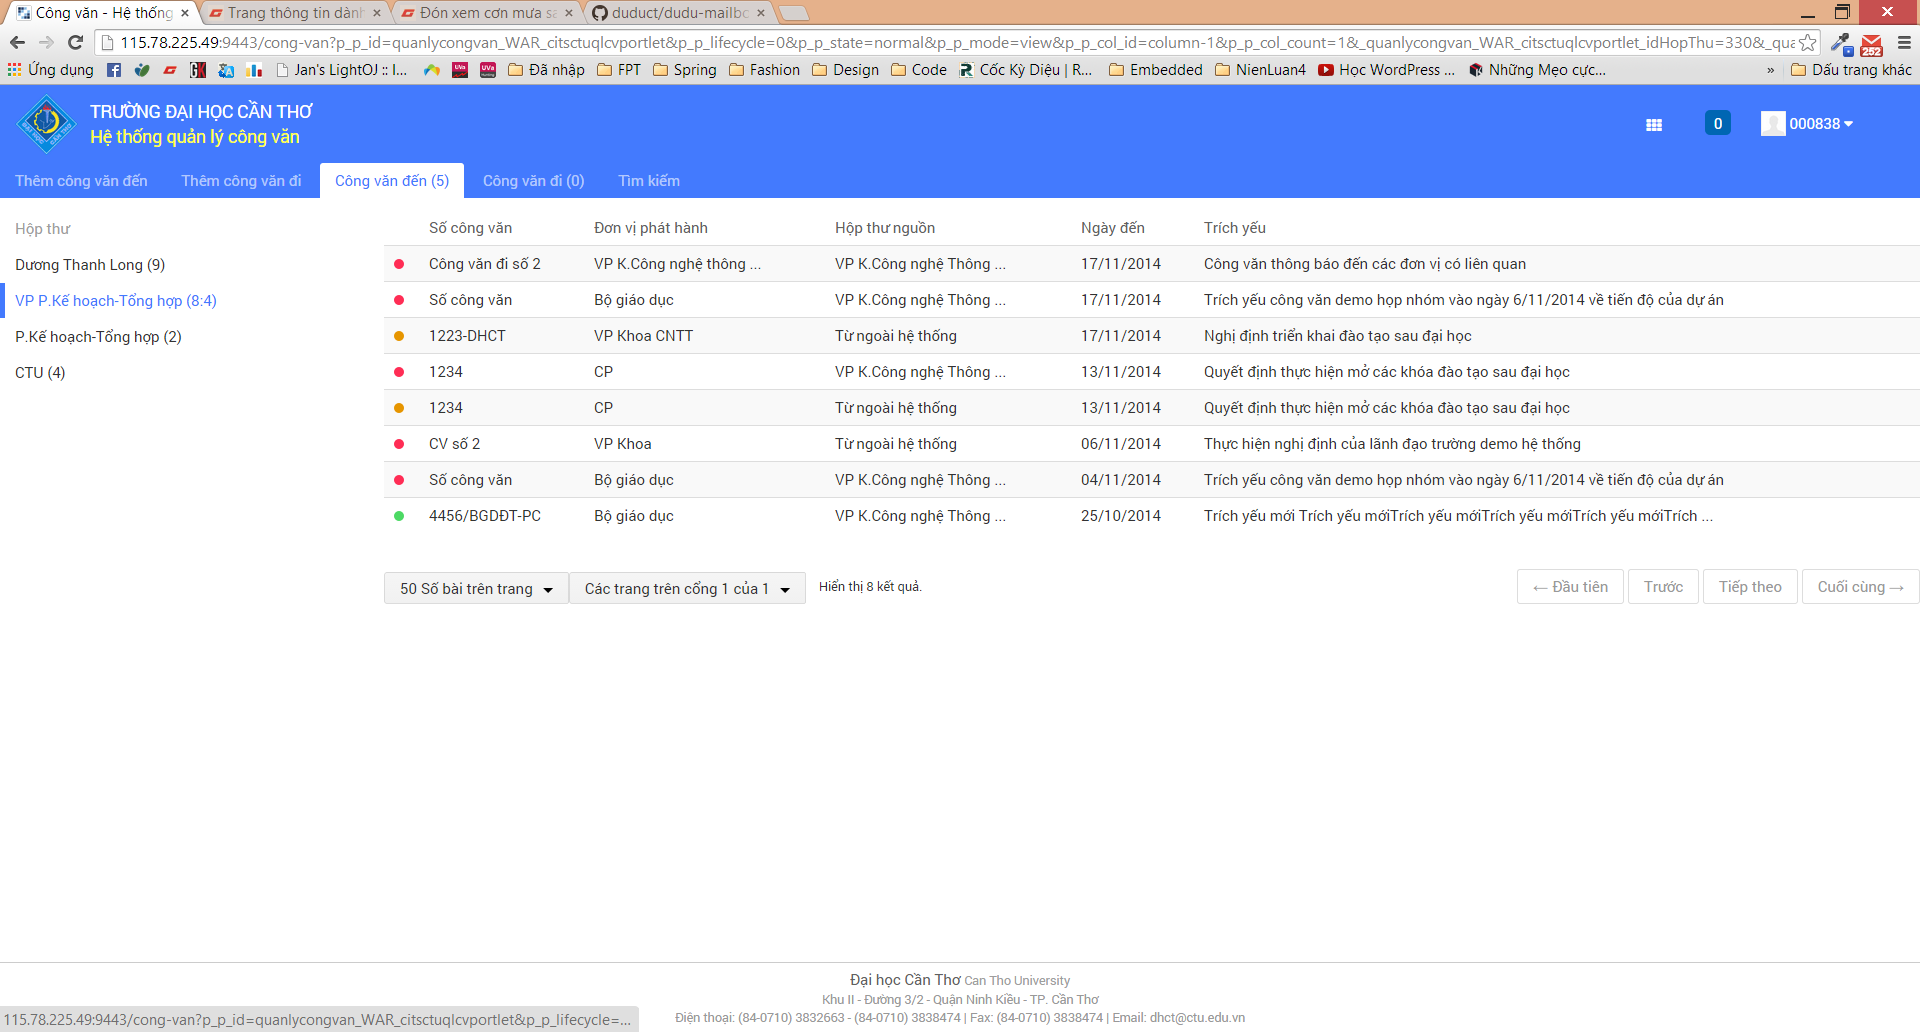 Công văn - Hệ thống
Trang thông tin dành
Đón xem cơn mưa sa
duduct/dudu-mailbo
115.78.225.49:9443/cong-van?p_p_id=quanlycongvan_WAR_citsctuqlcvportlet&p_p_lifecycle=0&p_p_state=normal&p_p_mode=view&p_p_col_id=column-1&p_p_col_count=1&_quanlycongvan_WAR_citsctuqlcvportlet_idHopThu=330&_qua
252
Ứng dụng
Jan's LightOJ :: I...
Đã nhập
FPT
Spring
Fashion
Design
Code
Cốc Kỳ Diệu | R...
Embedded
NienLuan4
Học WordPress ...
Những Mẹo cực...
»
Dấu trang khác
TRƯỜNG ĐẠI HỌC CẦN THƠ
Hệ thống quản lý công văn
0
000838
Thêm công văn đến Thêm công văn đi Công văn đến (5) Công văn đi (0) Tìm kiếm
Hộp thư
Dương Thanh Long (9)
VP P.Kế hoạch-Tổng hợp (8:4)
P.Kế hoạch-Tổng hợp (2)
CTU (4)
Số công văn Đơn vị phát hành Hộp thư nguồn Ngày đến Trích yếu
Công văn đi số 2 VP K.Công nghệ thông ... VP K.Công nghệ Thông ... 17/11/2014 Công văn thông báo đến các đơn vị có liên quan
Số công văn Bộ giáo dục VP K.Công nghệ Thông ... 17/11/2014 Trích yếu công văn demo họp nhóm vào ngày 6/11/2014 về tiến độ của dự án
1223-DHCT VP Khoa CNTT Từ ngoài hệ thống 17/11/2014 Nghị định triển khai đào tạo sau đại học
1234 CP VP K.Công nghệ Thông ... 13/11/2014 Quyết định thực hiện mở các khóa đào tạo sau đại học
1234 CP Từ ngoài hệ thống 13/11/2014 Quyết định thực hiện mở các khóa đào tạo sau đại học
CV số 2 VP Khoa Từ ngoài hệ thống 06/11/2014 Thực hiện nghị định của lãnh đạo trường demo hệ thống
Số công văn Bộ giáo dục VP K.Công nghệ Thông ... 04/11/2014 Trích yếu công văn demo họp nhóm vào ngày 6/11/2014 về tiến độ của dự án
4456/BGDĐT-PC Bộ giáo dục VP K.Công nghệ Thông ... 25/10/2014 Trích yếu mới Trích yếu mớiTrích yếu mớiTrích yếu mớiTrích yếu mớiTrích ...
50 Số bài trên trang Các trang trên cổng 1 của 1 Hiển thị 8 kết quả. ← Đầu tiên Trước Tiếp theo Cuối cùng →
Đại học Cần Thơ Can Tho University
Khu II - Đường 3/2 - Quận Ninh Kiều - TP. Cần Thơ
Điện thoại: (84-0710) 3832663 - (84-0710) 3838474 | Fax: (84-0710) 3838474 | Email: dhct@ctu.edu.vn
115.78.225.49:9443/cong-van?p_p_id=quanlycongvan_WAR_citsctuqlcvportlet&p_p_lifecycle=...